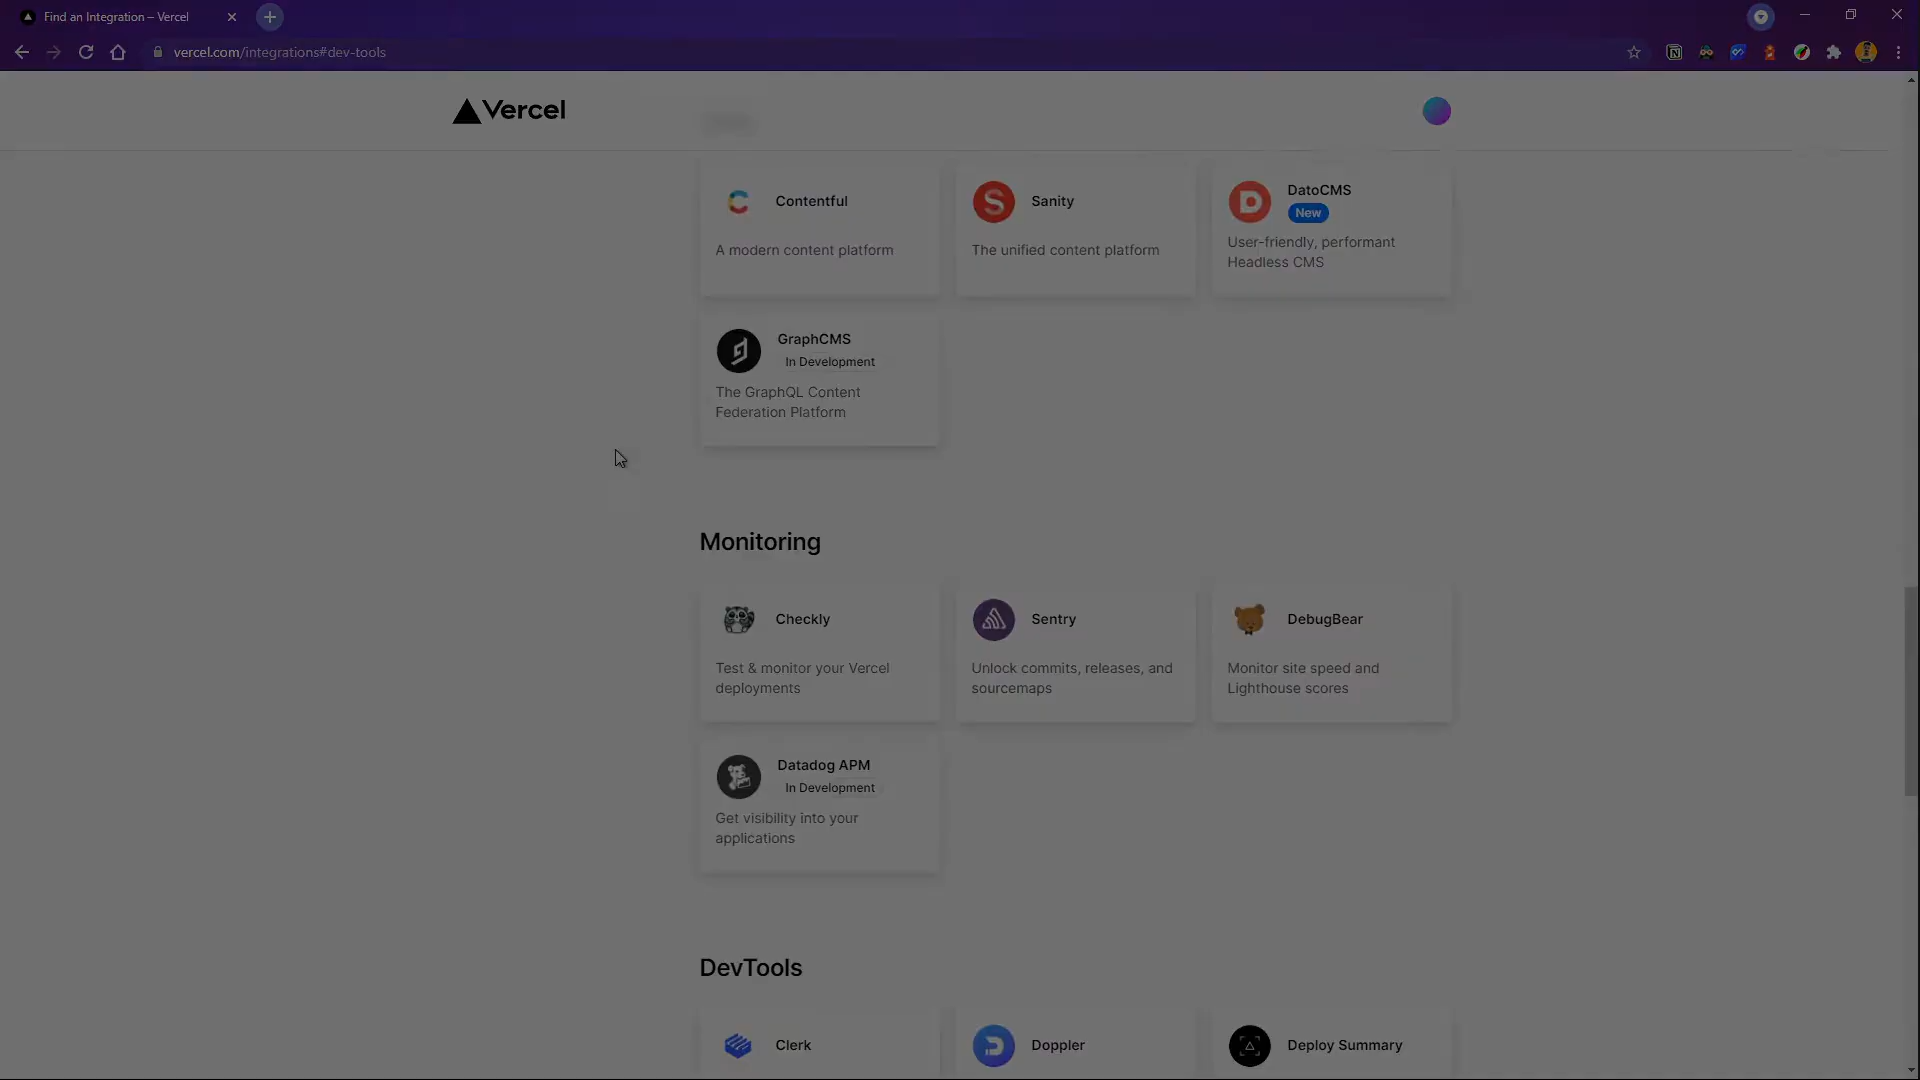 Find an Integration – Vercel
vercel.com/integrations#dev-tools
Vercel
Contentful
A modern content platform
Sanity
The unified content platform
DatoCMS
New
User-friendly, performant
Headless CMS
GraphCMS
In Development
The GraphQL Content
Federation Platform
Monitoring
Checkly
Test & monitor your Vercel
deployments
Sentry
Unlock commits, releases, and
sourcemaps
DebugBear
Monitor site speed and
Lighthouse scores
Datadog APM
In Development
Get visibility into your
applications
DevTools
Clerk
Doppler
Deploy Summary